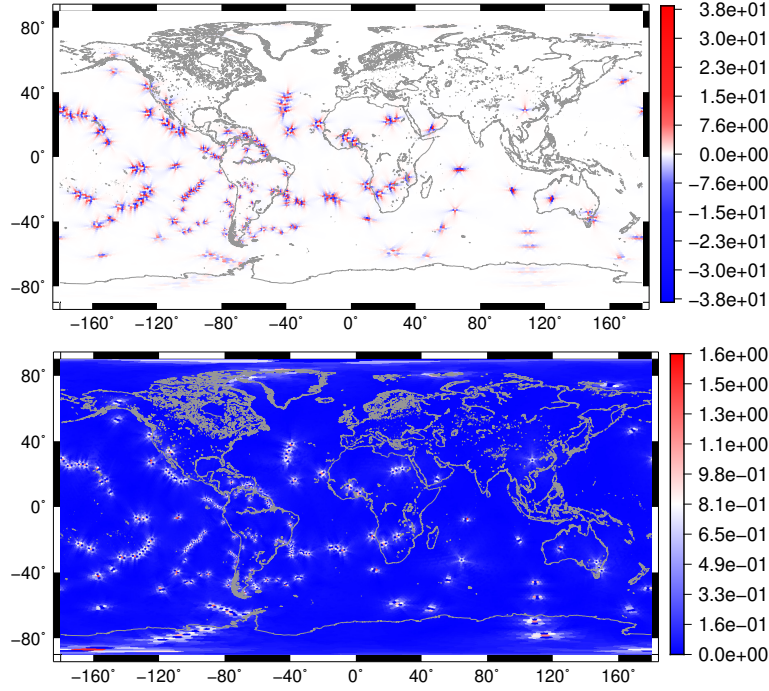 80°
40°
0°
−40°
−80°
−160° −120° −80° −40° 0° 40° 80° 120° 160°
3.8e+01
3.0e+01
2.3e+01
1.5e+01
7.6e+00
0.0e+00
−7.6e+00
−1.5e+01
−2.3e+01
−3.0e+01
−3.8e+01
80°
40°
0°
−40°
−80°
−160° −120° −80° −40° 0° 40° 80° 120° 160°
1.6e+00
1.5e+00
1.3e+00
1.1e+00
9.8e−01
8.1e−01
6.5e−01
4.9e−01
3.3e−01
1.6e−01
0.0e+00